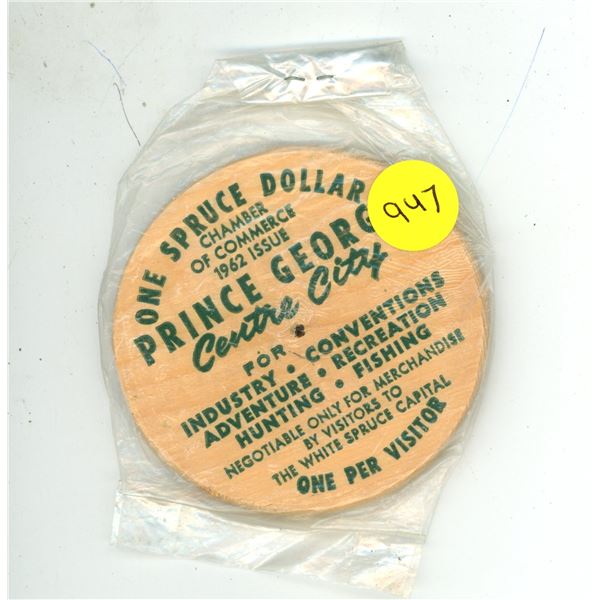 ONE SPRUCE DOLLAR
CHAMBER
OF COMMERCE
1962 ISSUE
PRINCE GEORG
Centre City
FOR
INDUSTRY • CONVENTIONS
ADVENTURE • RECREATION
HUNTING • FISHING
NEGOTIABLE ONLY FOR MERCHANDISE
BY VISITORS TO
THE WHITE SPRUCE CAPITAL
ONE PER VISITOR
947